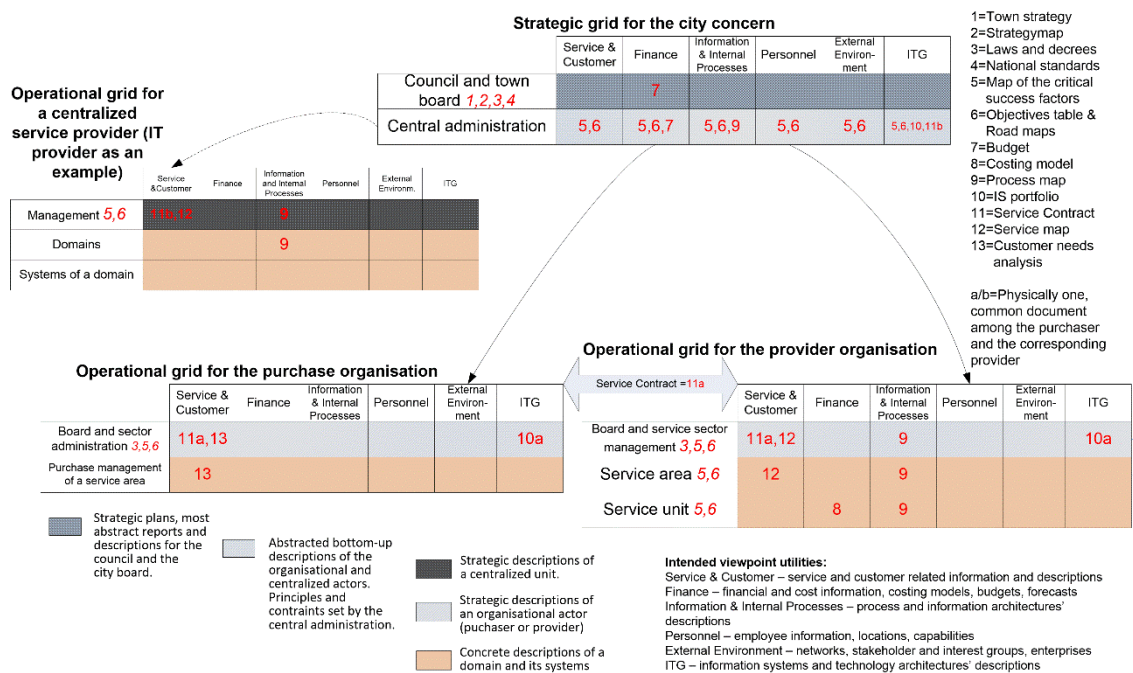 Strategic grid for the city concern
Service &
Customer
Finance
Information
& Internal
Processes
Personnel
External
Environ-
ment
ITG
Council and town
board 1,2,3,4
7
Central administration
5,6
5,6,7
5,6,9
5,6
5,6
5,6,10,11b
1=Town strategy
2=Strategymap
3=Laws and decrees
4=National standards
5=Map of the critical
success factors
6=Objectives table &
Road maps
7=Budget
8=Costing model
9=Process map
10=IS portfolio
11=Service Contract
12=Service map
13=Customer needs
analysis
a/b=Physically one,
common document
among the purchaser
and the corresponding
provider
Operational grid for
a centralized
service provider (IT
provider as an
example)
Service
&Customer
Finance
Information
and Internal
Processes
Personnel
External
Environm.
ITG
Management 5,6
11b,12
9
Domains
9
Systems of a domain
Operational grid for the purchase organisation
Service &
Customer
Finance
Information
& Internal
Processes
Personnel
External
Environ-
ment
ITG
Board and sector
administration 3,5,6
11a,13
10a
Purchase management
of a service area
13
Service Contract =11a
Operational grid for the provider organisation
Service &
Customer
Finance
Information
& Internal
Processes
Personnel
External
Environ-
ment
ITG
Board and service sector
management 3,5,6
11a,12
9
10a
Service area 5,6
12
9
Service unit 5,6
8
9
Strategic plans, most
abstract reports and
descriptions for the
council and the
city board.
Abstracted bottom-up
descriptions of the
organisational and
centralized actors.
Principles and
contraints set by the
central administration.
Strategic descriptions of
a centralized unit.
Strategic descriptions of
an organisational actor
(puchaser or provider)
Concrete descriptions of a
domain and its systems
Intended viewpoint utilities:
Service & Customer – service and customer related information and descriptions
Finance – financial and cost information, costing models, budgets, forecasts
Information & Internal Processes – process and information architectures'
descriptions
Personnel – employee information, locations, capabilities
External Environment – networks, stakeholder and interest groups, enterprises
ITG – information systems and technology architectures' descriptions